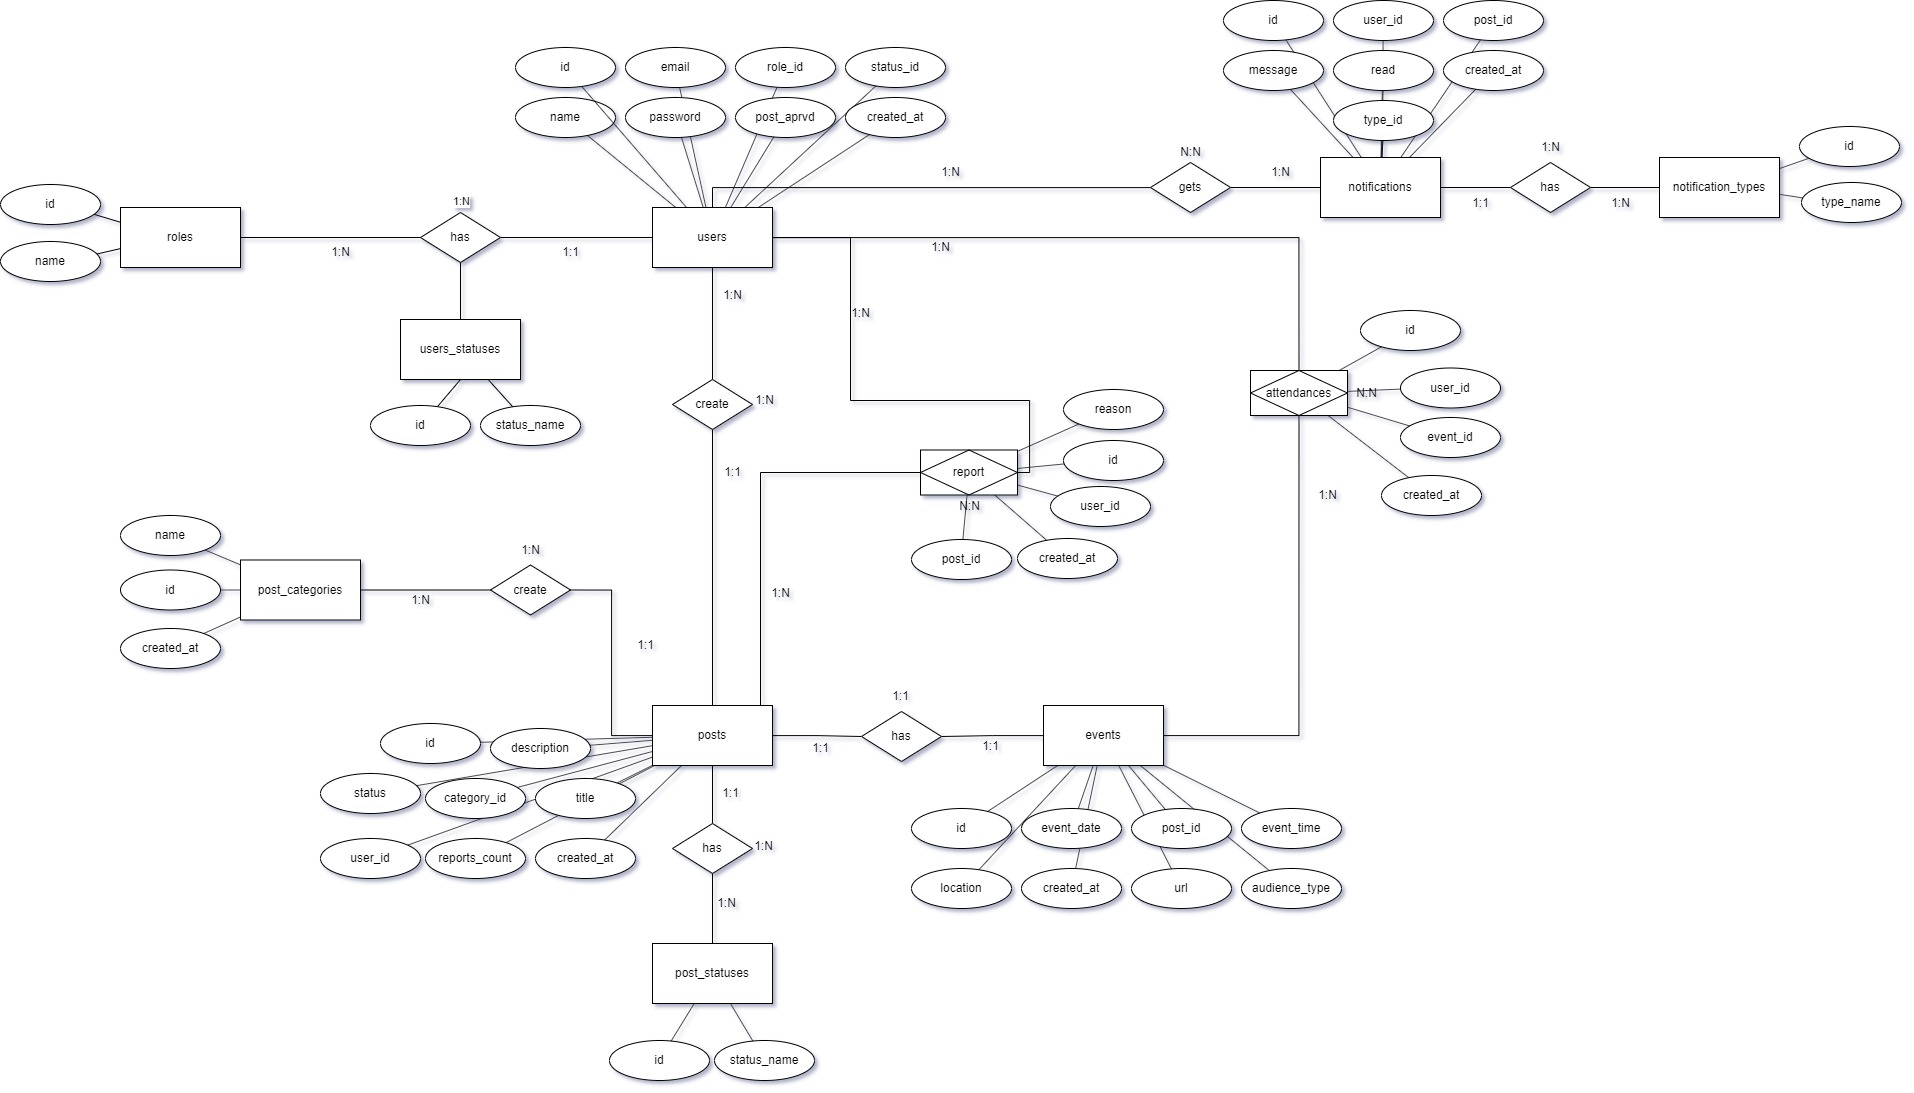 id
user_id
post_id
message
read
created_at
type_id
id
email
role_id
status_id
name
password
post_aprvd
created_at
N:N
1:N
1:N
gets
notifications
1:N
has
1:1
1:N
notification_types
id
type_name
id
name
roles
1:N
1:N
has
1:1
users
1:N
1:N
1:N
users_statuses
id
status_name
create
1:N
1:1
id
attendances
N:N
user_id
event_id
created_at
1:N
reason
report
id
N:N
user_id
post_id
created_at
1:N
name
id
created_at
post_categories
1:N
1:N
create
1:1
posts
1:1
1:1
has
1:1
events
id
description
status
category_id
title
user_id
reports_count
created_at
1:1
has
1:N
1:N
post_statuses
id
status_name
id
event_date
post_id
event_time
location
created_at
url
audience_type